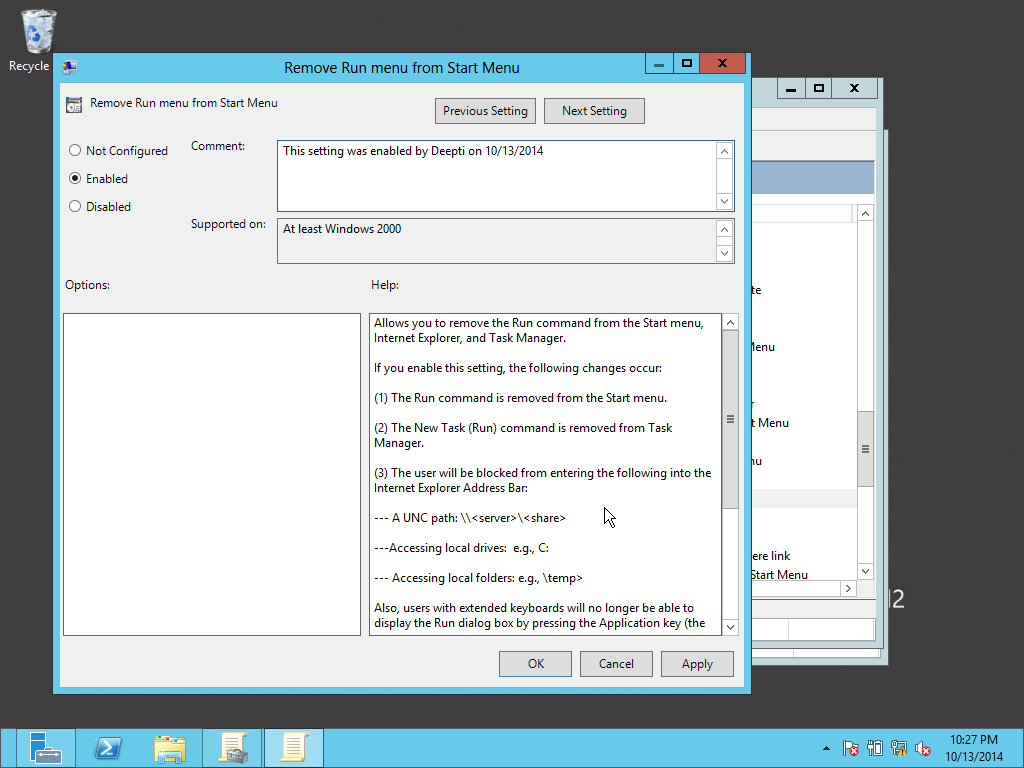 Recycle
Remove Run menu from Start Menu
Remove Run menu from Start Menu
Previous Setting
Next Setting
Not Configured
Enabled
Disabled
Comment:
This setting was enabled by Deepti on 10/13/2014
Supported on:
At least Windows 2000
Options:
Help:
Allows you to remove the Run command from the Start menu,
Internet Explorer, and Task Manager.
If you enable this setting, the following changes occur:
(1) The Run command is removed from the Start menu.
(2) The New Task (Run) command is removed from Task
Manager.
(3) The user will be blocked from entering the following into the
Internet Explorer Address Bar:
--- A UNC path: \\<server>\<share>
---Accessing local drives:  e.g., C:
--- Accessing local folders: e.g., \temp>
Also, users with extended keyboards will no longer be able to
display the Run dialog box by pressing the Application key (the
OK
Cancel
Apply
t Menu
ere link
Start Menu
10:27 PM
10/13/2014